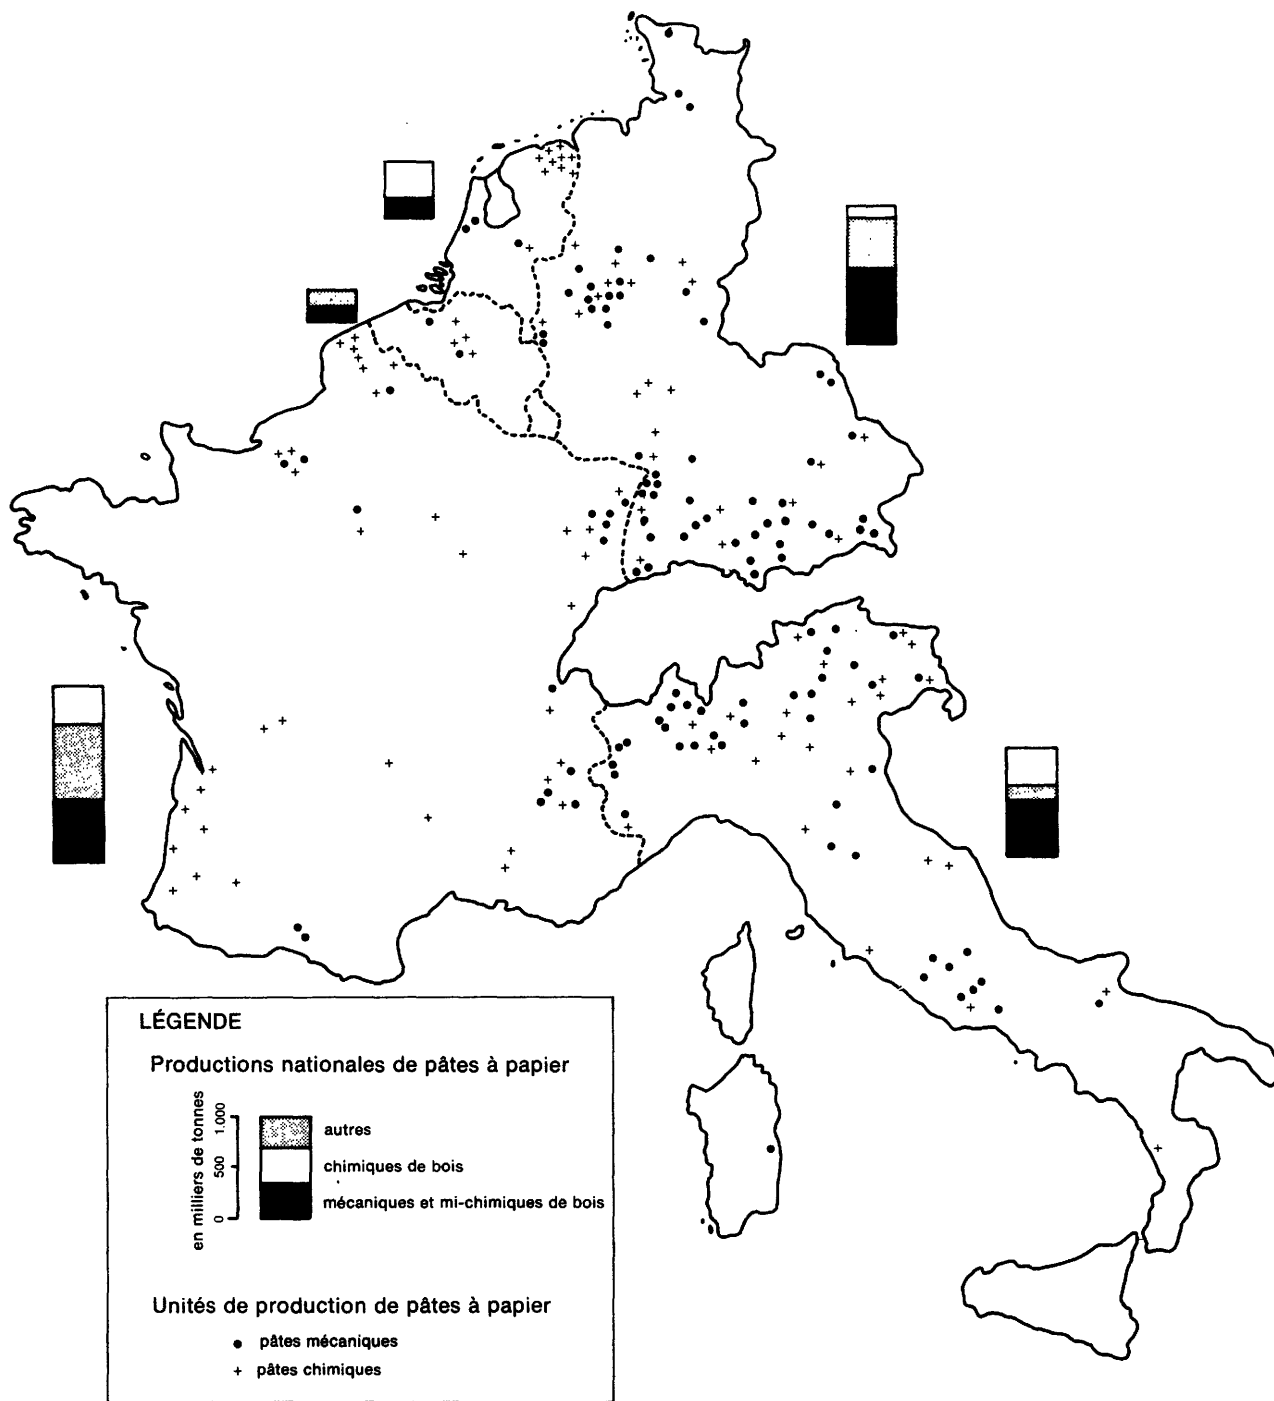 LÉGENDE
Productions nationales de pâtes à papier
en milliers de tonnes
1.000
500
0
autres
chimiques de bois
mécaniques et mi-chimiques de bois
Unités de production de pâtes à papier
pâtes mécaniques
pâtes chimiques